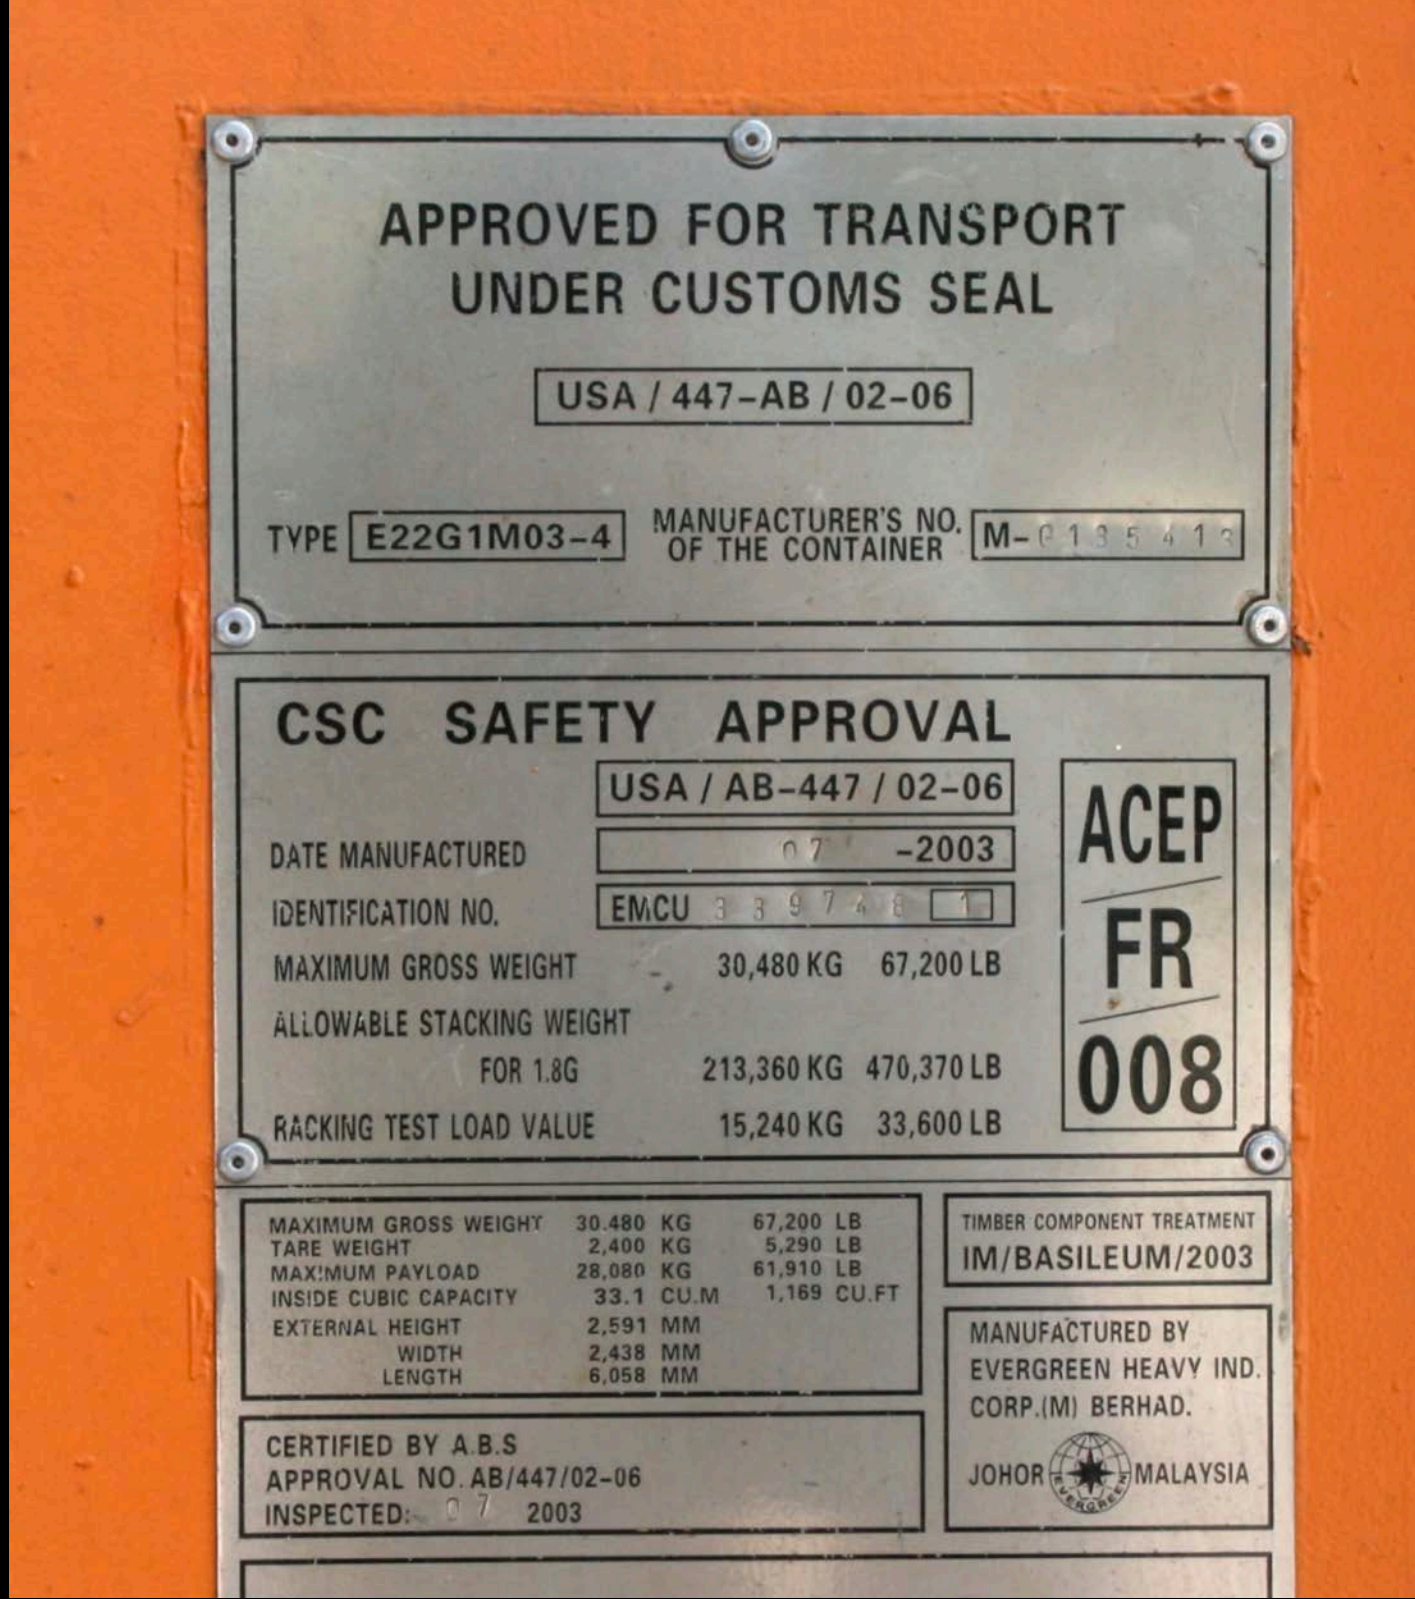 APPROVED FOR TRANSPORT
UNDER CUSTOMS SEAL
USA / 447-AB / 02-06
TYPE E22G1M03-4
MANUFACTURER'S NO.
OF THE CONTAINER
M-0135413
CSC SAFETY APPROVAL
USA / AB-447 / 02-06
DATE MANUFACTURED 07 -2003
IDENTIFICATION NO. EMCU 339748 1
MAXIMUM GROSS WEIGHT 30,480 KG 67,200 LB
ALLOWABLE STACKING WEIGHT
FOR 1.8G 213,360 KG 470,370 LB
RACKING TEST LOAD VALUE 15,240 KG 33,600 LB
ACEP
FR
008
MAXIMUM GROSS WEIGHT 30.480 KG 67,200 LB
TARE WEIGHT 2,400 KG 5,290 LB
MAXIMUM PAYLOAD 28,080 KG 61,910 LB
INSIDE CUBIC CAPACITY 33.1 CU.M 1,169 CU.FT
EXTERNAL HEIGHT 2,591 MM
WIDTH 2,438 MM
LENGTH 6,058 MM
TIMBER COMPONENT TREATMENT
IM/BASILEUM/2003
MANUFACTURED BY
EVERGREEN HEAVY IND.
CORP.(M) BERHAD.
JOHOR EVERGREEN MALAYSIA
CERTIFIED BY A.B.S
APPROVAL NO. AB/447/02-06
INSPECTED: 07 2003